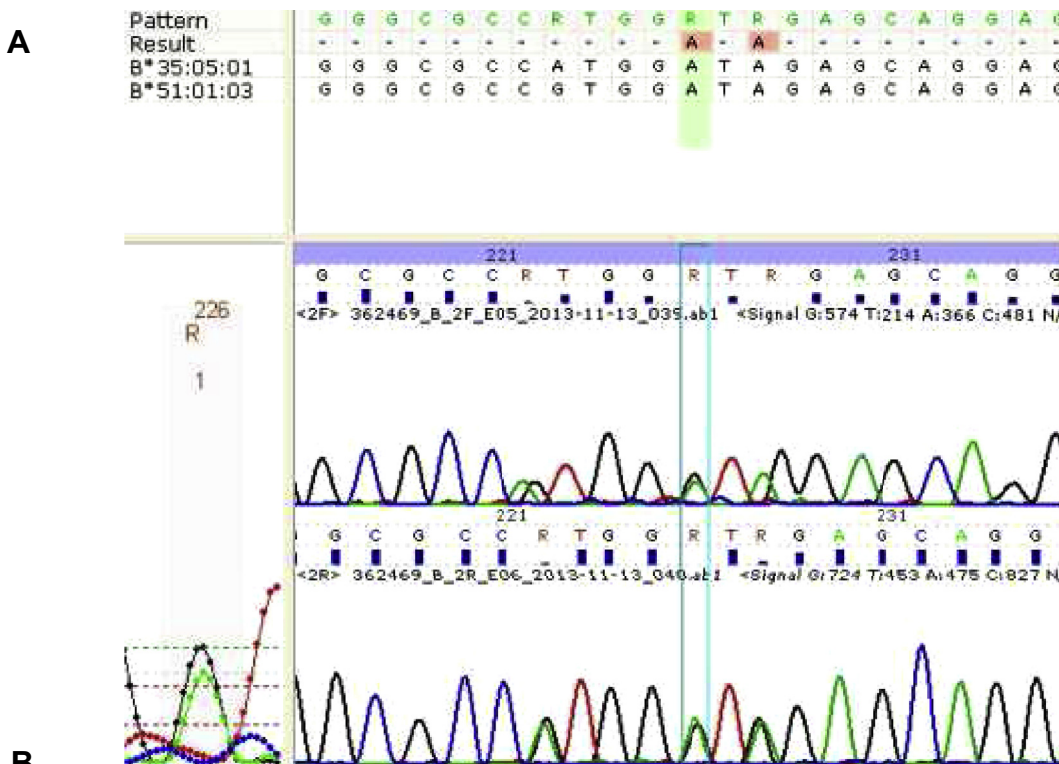 A
Pattern G G G C G C C R T G G R T R G A G C A G G A G
Result - - - - - - - - - - - A - A - - - - - - - - -
B*35:05:01 G G G C G C C A T G G A T A G A G C A G G A G
B*51:01:03 G G G C G C C G T G G A T A G A G C A G G A G
221 231
G C G C C R T G G R T R G A G C A G G
<2F> 362469_B_2F_E05_2013-11-13_039.ab1 <Signal G:574 T:214 A:366 C:481 N/
226
R
1
221 231
G C G C C R T G G R T R G A G C A G G
<2R> 362469_B_2R_E06_2013-11-13_040.ab1 <Signal G:724 T:453 A:475 C:827 N/
B